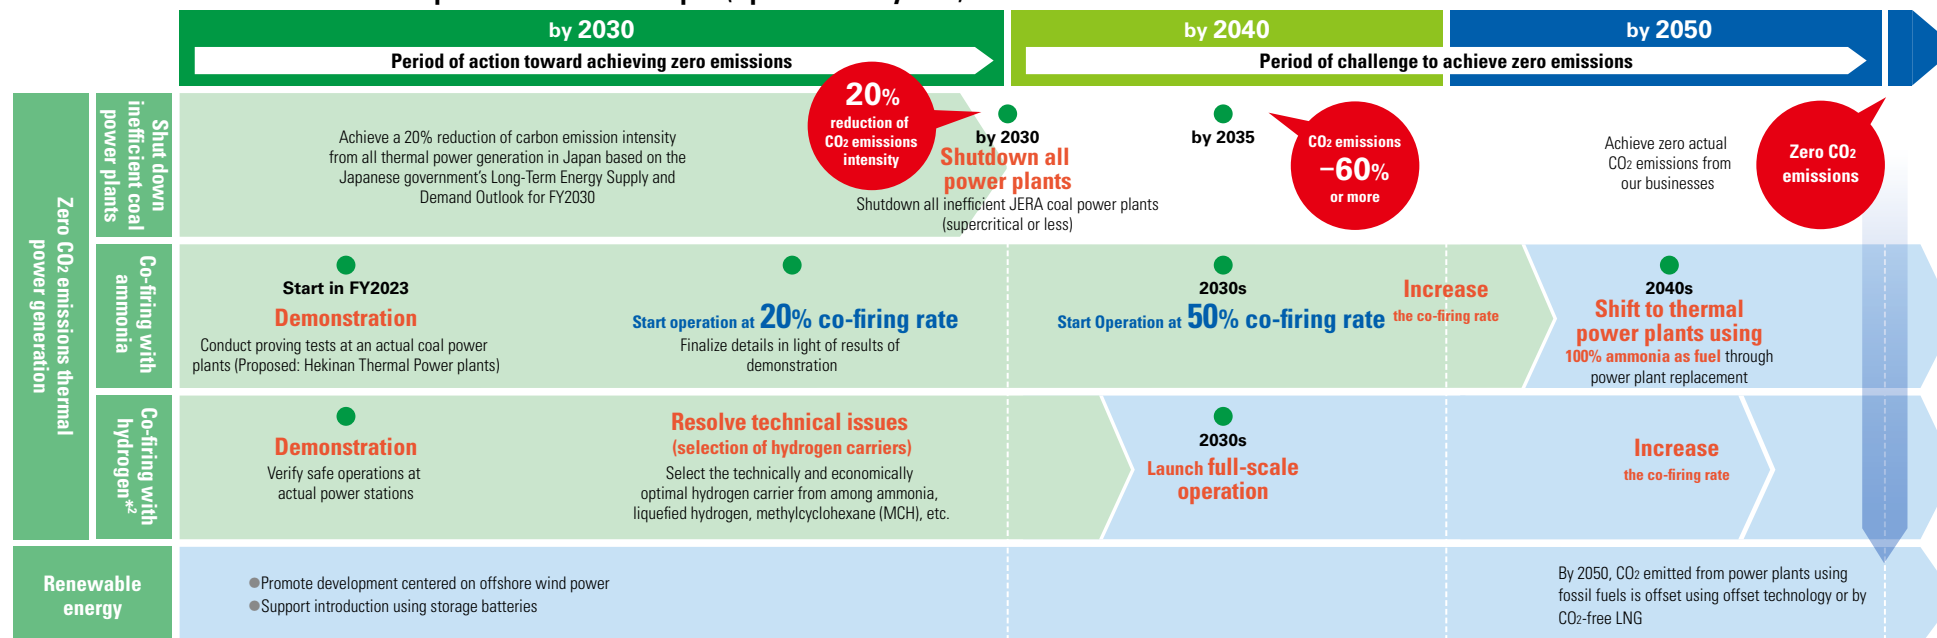 by 2030
by 2040
by 2050
Period of action toward achieving zero emissions
Period of challenge to achieve zero emissions
Zero CO2 emissions thermal
power generation
Shut down
inefficient coal
power plants
Achieve a 20% reduction of carbon emission intensity
from all thermal power generation in Japan based on the
Japanese government's Long-Term Energy Supply and
Demand Outlook for FY2030
20%
reduction of
CO2 emissions
intensity
by 2030
Shutdown all
power plants
Shutdown all inefficient JERA coal power plants
(supercritical or less)
by 2035
CO2 emissions
−60%
or more
Achieve zero actual
CO2 emissions from
our businesses
Zero CO2
emissions
Co-firing with
ammonia
Start in FY2023
Demonstration
Conduct proving tests at an actual coal power
plants (Proposed: Hekinan Thermal Power plants)
Start operation at 20% co-firing rate
Finalize details in light of results of
demonstration
2030s
Start Operation at 50% co-firing rate
Increase
the co-firing rate
2040s
Shift to thermal
power plants using
100% ammonia as fuel through
power plant replacement
Co-firing with
hydrogen*2
Demonstration
Verify safe operations at
actual power stations
Resolve technical issues
(selection of hydrogen carriers)
Select the technically and economically
optimal hydrogen carrier from among ammonia,
liquefied hydrogen, methylcyclohexane (MCH), etc.
2030s
Launch full-scale
operation
Increase
the co-firing rate
Renewable
energy
●Promote development centered on offshore wind power
●Support introduction using storage batteries
By 2050, CO2 emitted from power plants using
fossil fuels is offset using offset technology or by
CO2-free LNG